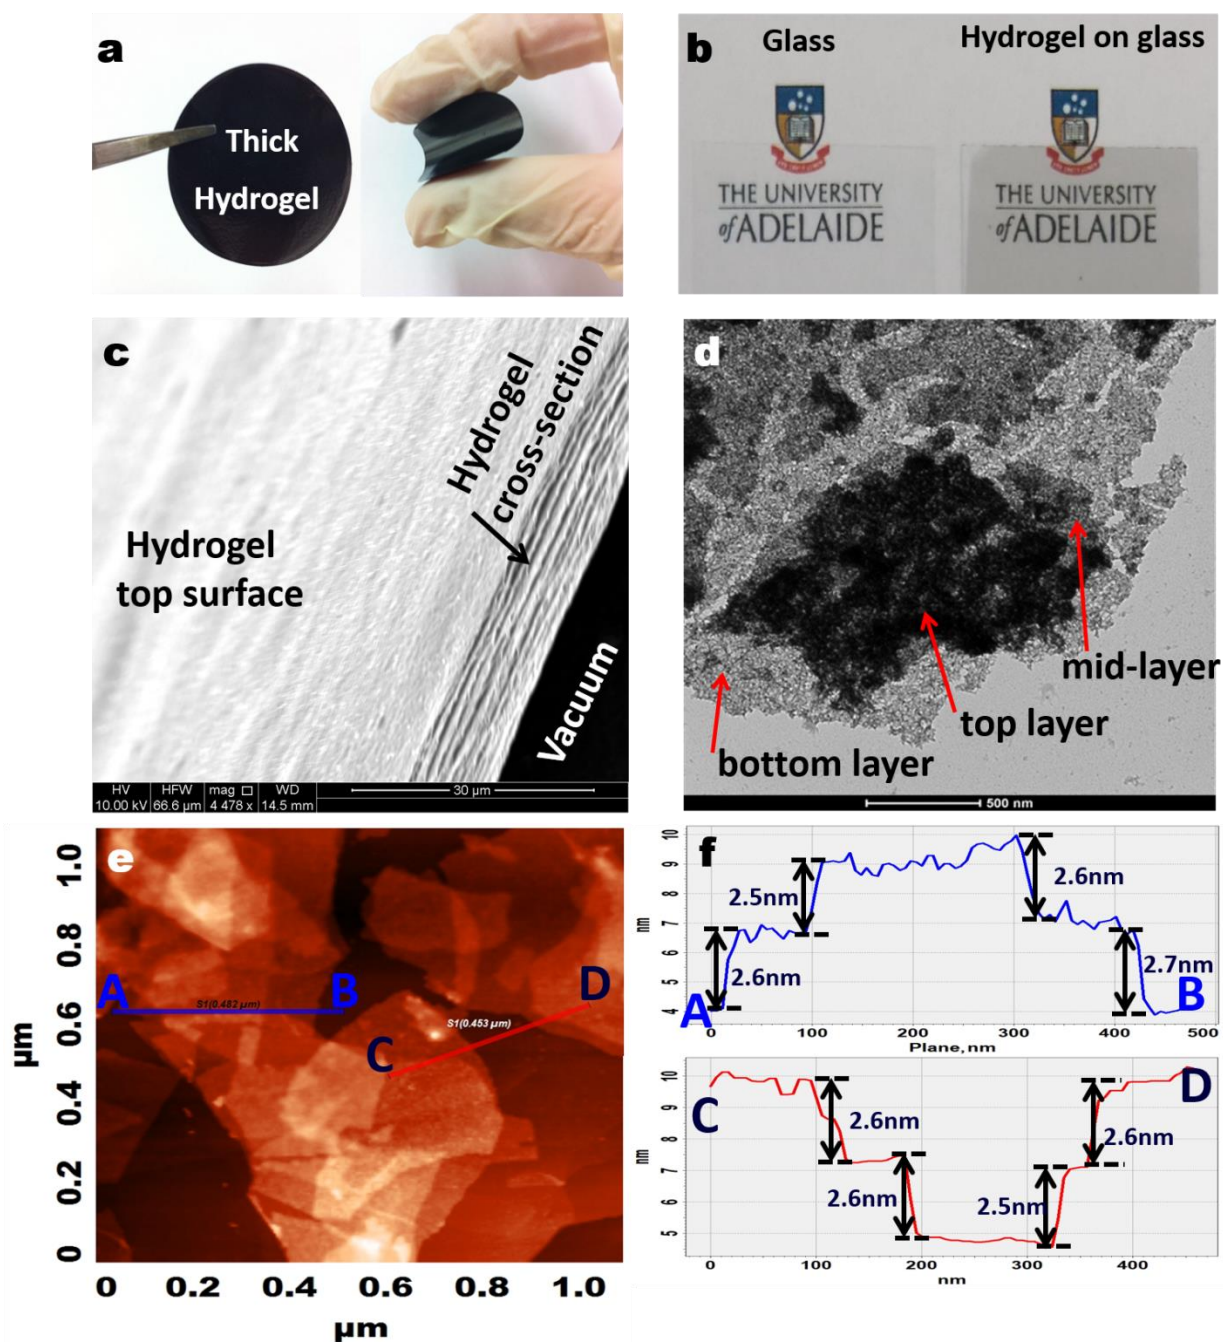 a
Thick
Hydrogel
b
Glass
Hydrogel on glass
THE UNIVERSITY
of ADELAIDE
THE UNIVERSITY
of ADELAIDE
c
Hydrogel
cross-section
Hydrogel
top surface
Vacuum
HV HFW mag WD
10.00 kV 66.6 µm 4 478 x 14.5 mm 30 µm
d
mid-layer
top layer
bottom layer
500 nm
e
1.0
0.8
0.6
0.4
0.2
0
µm
A
B
S1(0.482 µm)
C
D
S1(0.453 µm)
0 0.2 0.4 0.6 0.8 1.0
µm
f
10
9
8
7
6
5
4
nm
2.5nm
2.6nm
2.6nm
2.7nm
A
B
0 100 200 300 400 500
Plane, nm
10
9
8
7
6
5
nm
C
D
2.6nm
2.6nm
2.6nm
2.5nm
0 100 200 300 400
nm